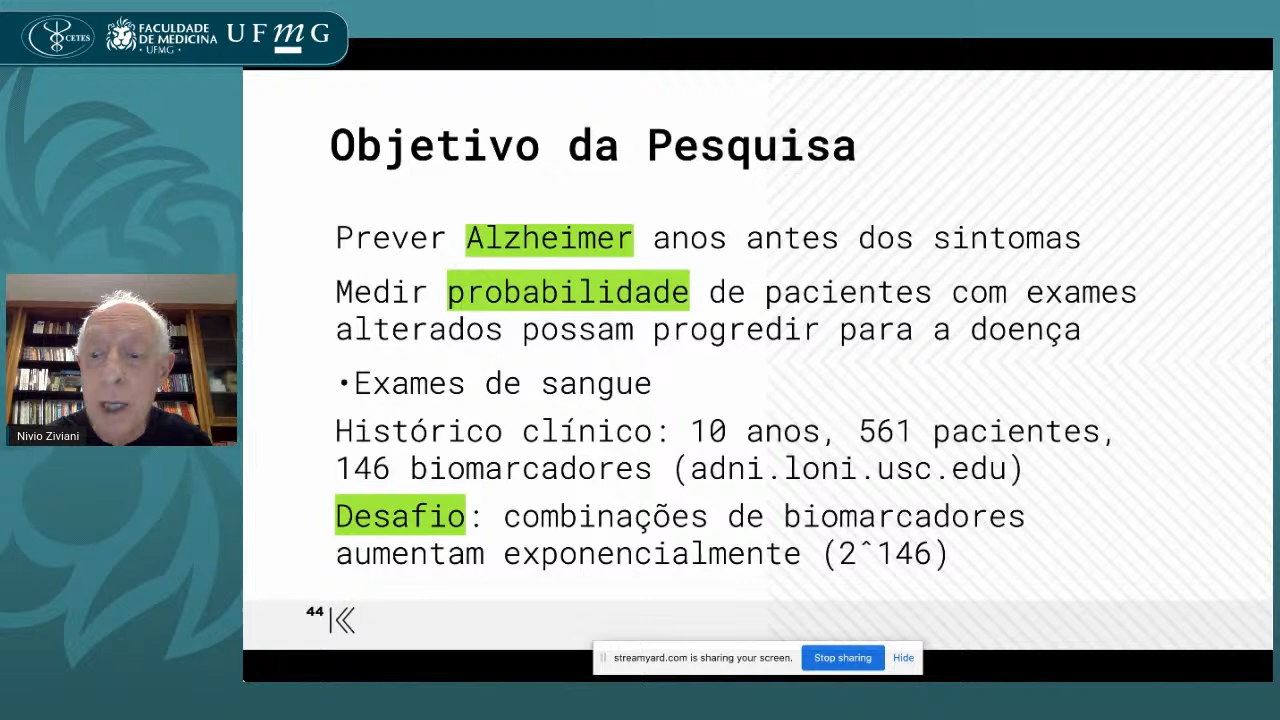 CETES
FACULDADE
DE MEDICINA
• UFMG •
UFmG
Objetivo da Pesquisa
Prever Alzheimer anos antes dos sintomas
Medir probabilidade de pacientes com exames
alterados possam progredir para a doença
•Exames de sangue
Histórico clínico: 10 anos, 561 pacientes,
146 biomarcadores (adni.loni.usc.edu)
Desafio: combinações de biomarcadores
aumentam exponencialmente (2^146)
44
Nivio Ziviani
streamyard.com is sharing your screen. Stop sharing Hide